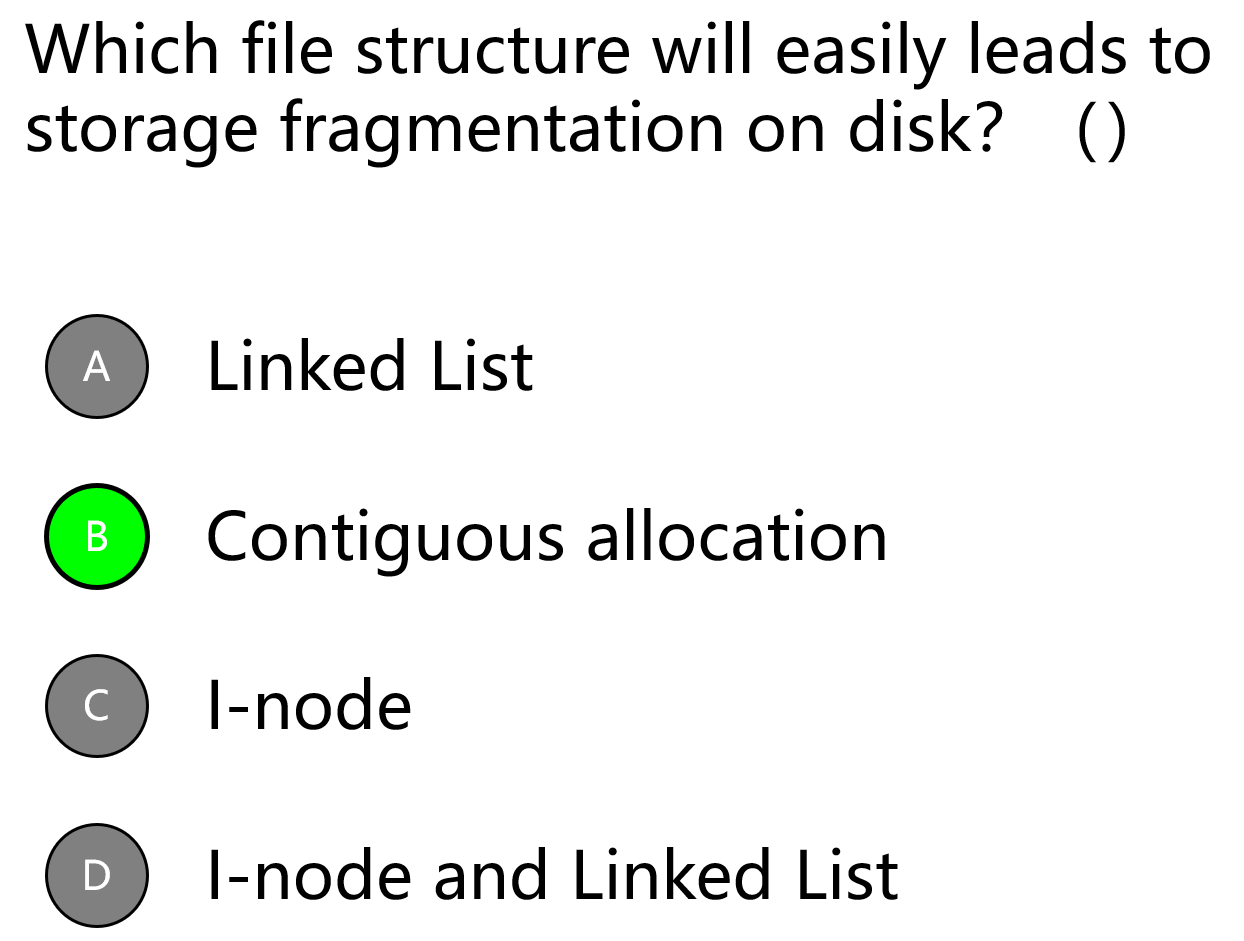 Which file structure will easily leads to
storage fragmentation on disk? ()
A Linked List
B Contiguous allocation
C I-node
D I-node and Linked List